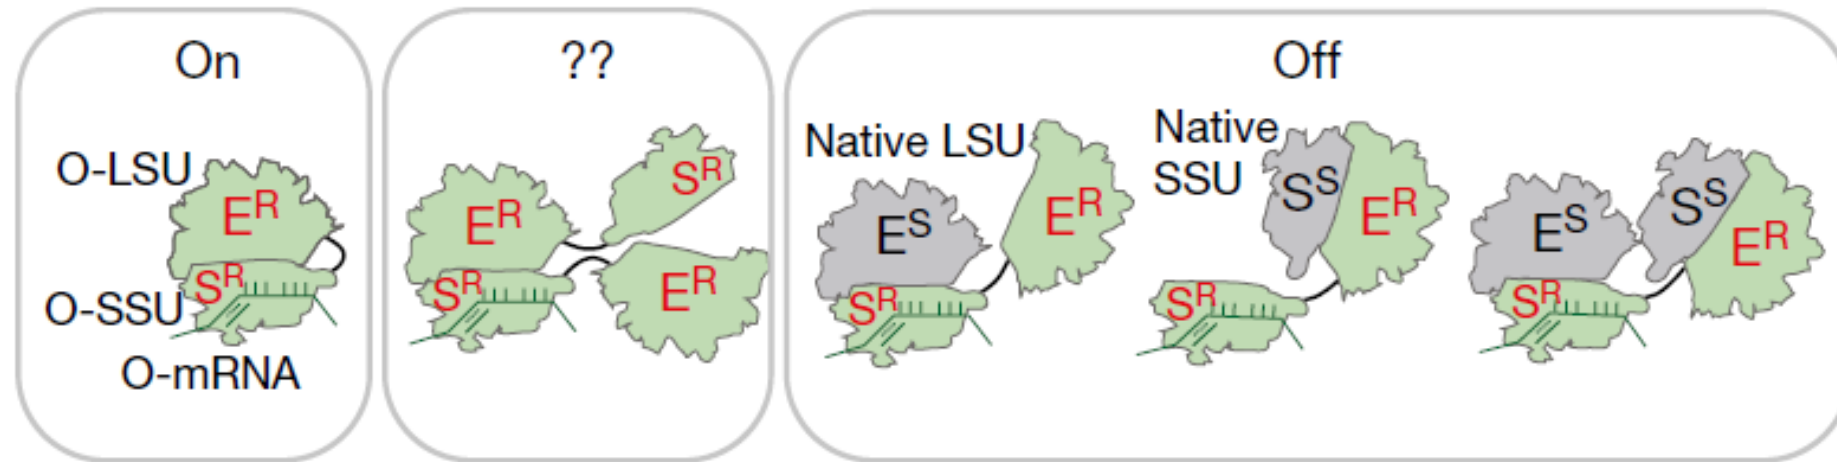 On
O-LSU
E^R
S^R
O-SSU
O-mRNA
??
S^R
E^R
S^R
E^R
Off
Native LSU
E^R
E^S
S^R
Native
SSU
S^S
E^R
S^R
S^S
E^S
E^R
S^R